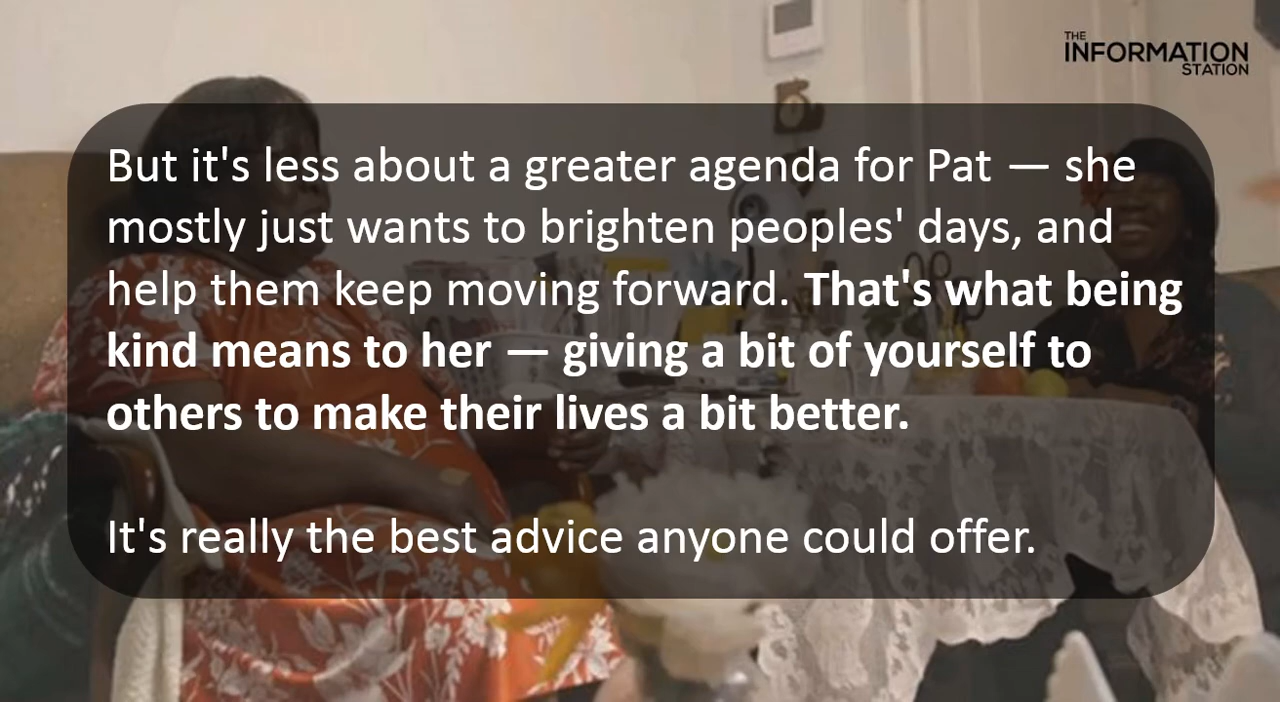 THE
INFORMATION
STATION
But it's less about a greater agenda for Pat — she
mostly just wants to brighten peoples' days, and
help them keep moving forward. That's what being
kind means to her — giving a bit of yourself to
others to make their lives a bit better.
It's really the best advice anyone could offer.